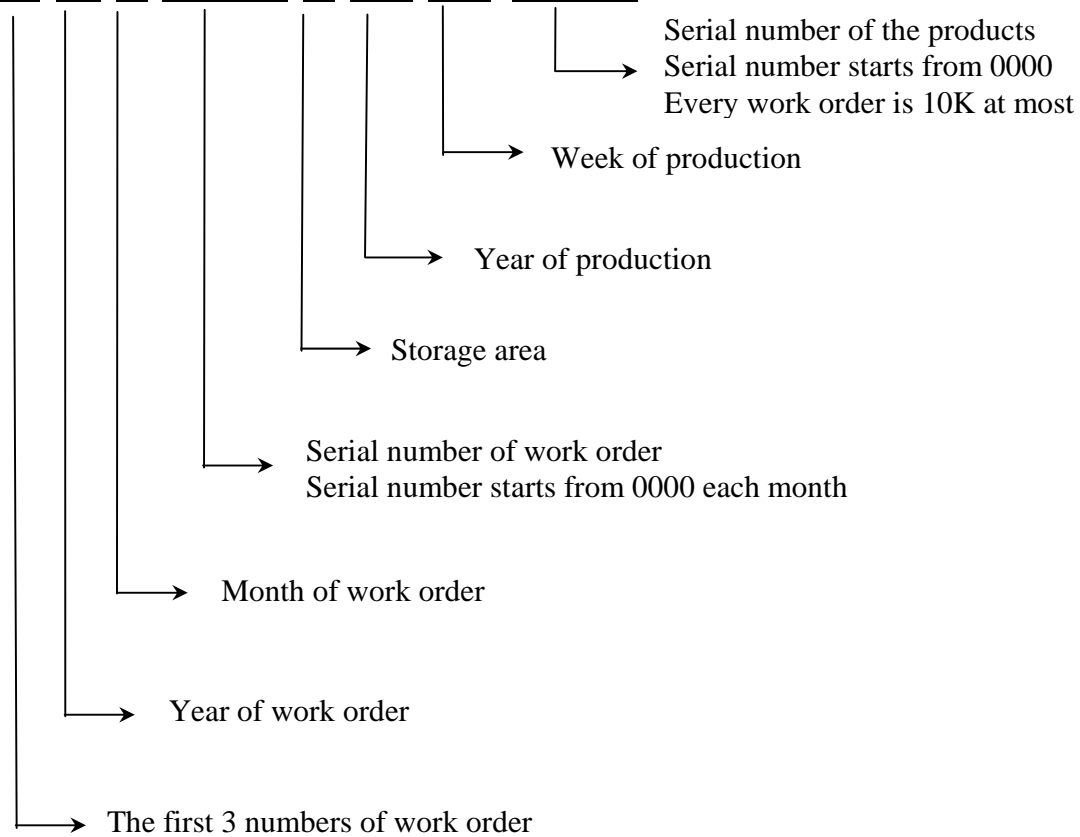 Serial number of the products
Serial number starts from 0000
Every work order is 10K at most
Week of production
Year of production
Storage area
Serial number of work order
Serial number starts from 0000 each month
Month of work order
Year of work order
The first 3 numbers of work order